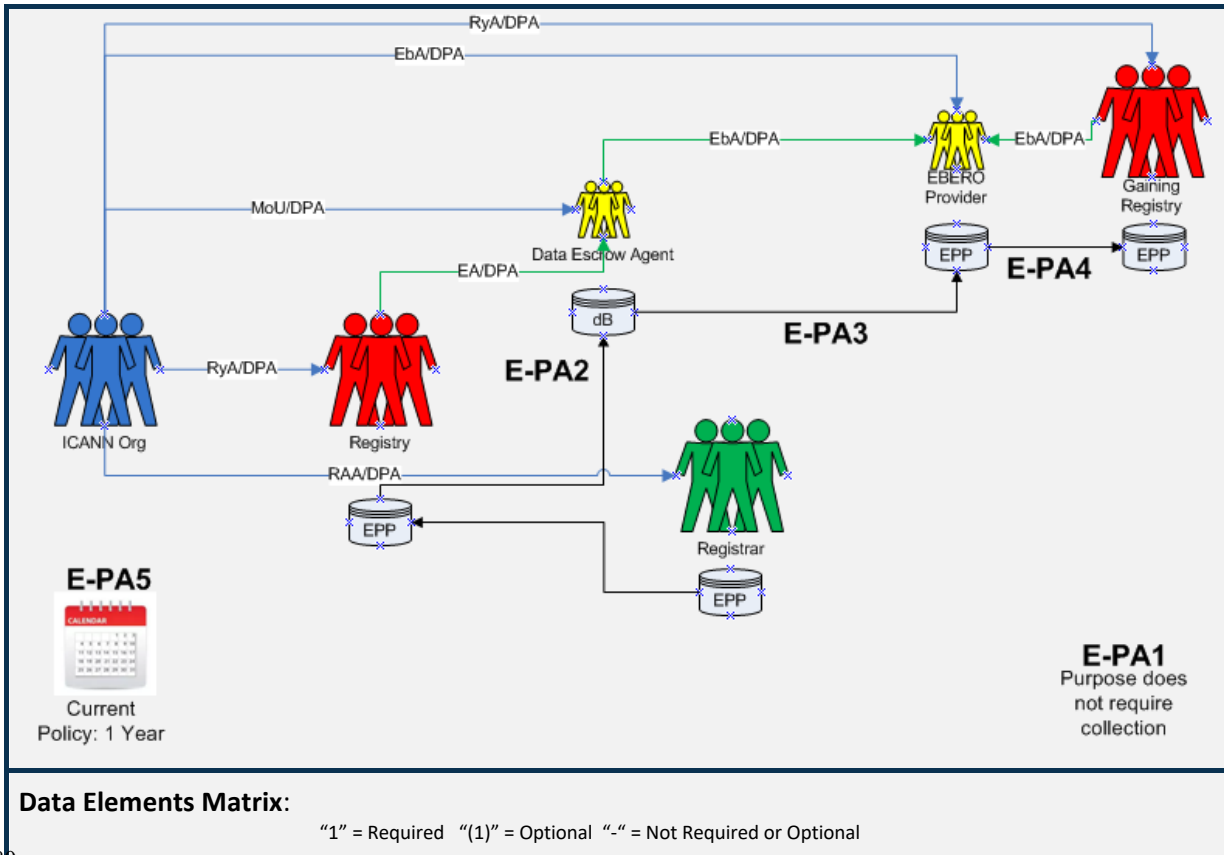 RyA/DPA
EbA/DPA
EbA/DPA
EbA/DPA
EBERO
Provider
Gaining
Registry
MoU/DPA
Data Escrow Agent
EPP
EPP
E-PA4
EA/DPA
dB
E-PA3
E-PA2
RyA/DPA
ICANN Org
Registry
RAA/DPA
EPP
Registrar
EPP
E-PA5
CALENDAR
Current
Policy: 1 Year
E-PA1
Purpose does
not require
collection
Data Elements Matrix:
“1” = Required “(1)” = Optional “-“ = Not Required or Optional